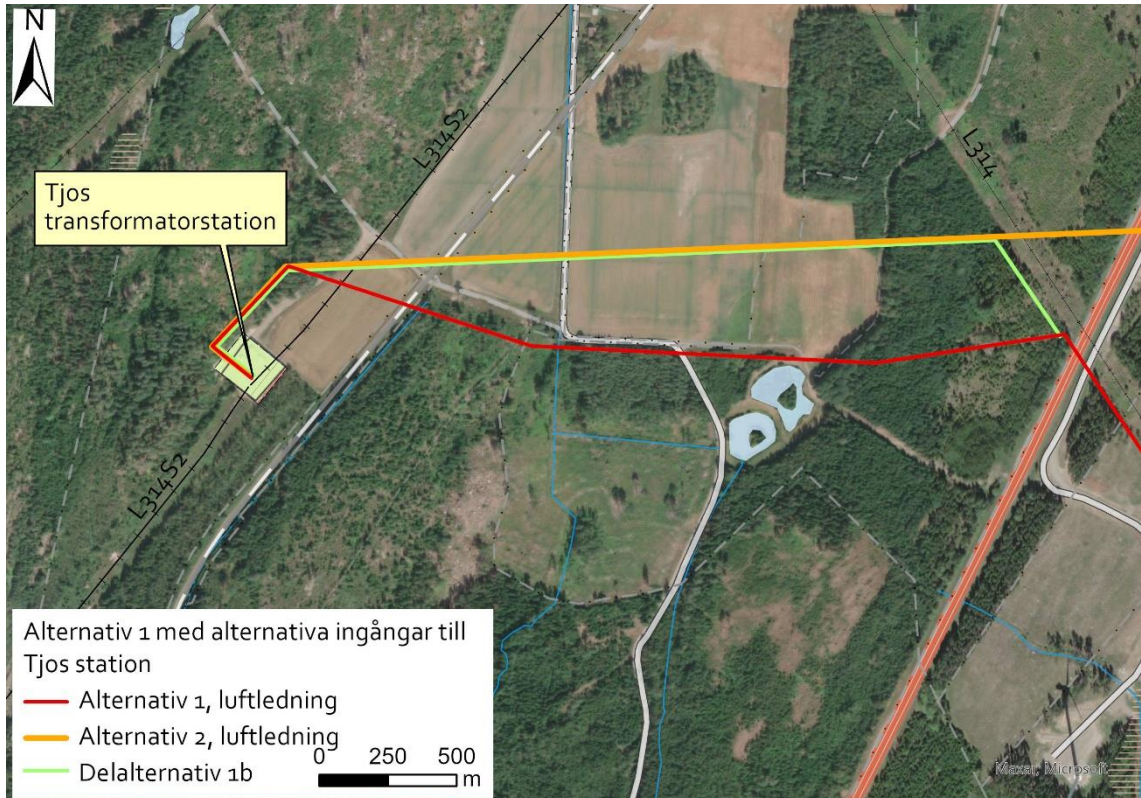 N
L314S2
L314
Tjos
transformatorstation
L314S2
Alternativ 1 med alternativa ingångar till
Tjos station
Alternativ 1, luftledning
Alternativ 2, luftledning
Delalternativ 1b
0 250 500
m
Maxar, Microsoft